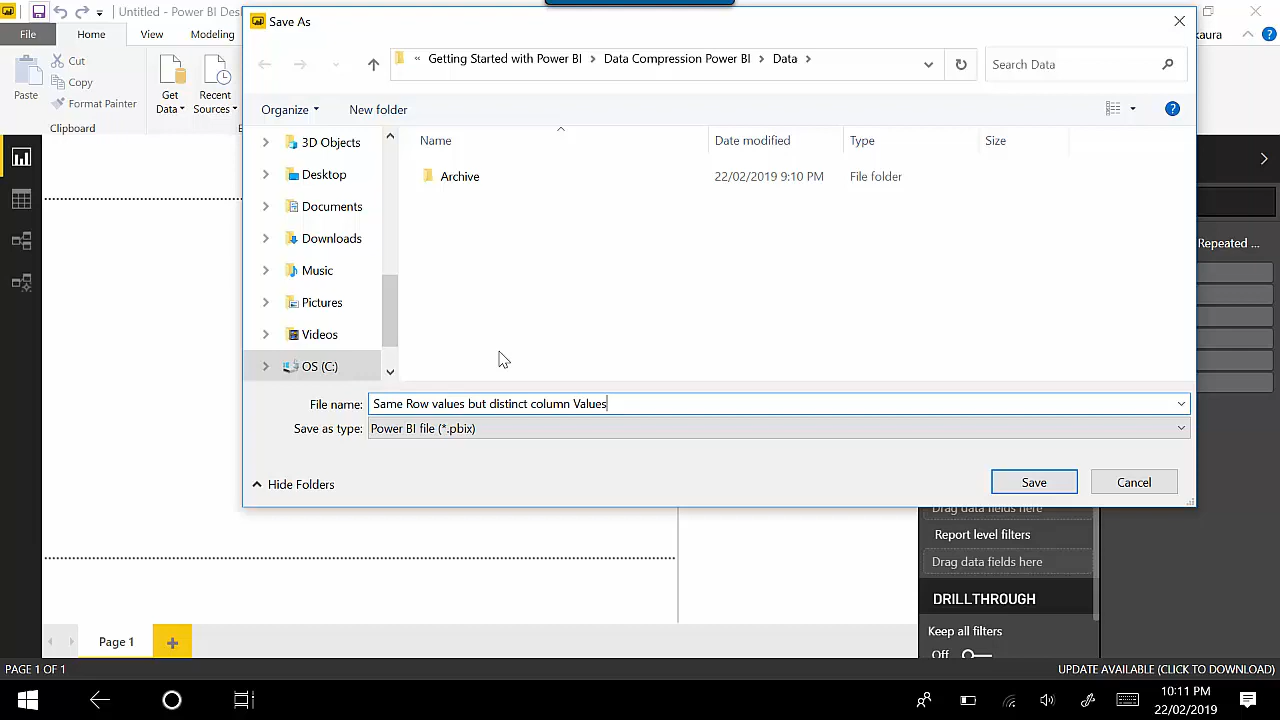 Untitled - Power BI Des
Save As
File
Home
View
Modeling
kaura
Paste
Cut
Copy
Format Painter
Clipboard
Get
Data
Recent
Sources
« Getting Started with Power BI > Data Compression Power BI > Data >
Search Data
Organize
New folder
3D Objects
Desktop
Documents
Downloads
Music
Pictures
Videos
OS (C:)
Name
Date modified
Type
Size
Archive
22/02/2019 9:10 PM
File folder
File name:
Same Row values but distinct column Values
Save as type:
Power BI file (*.pbix)
Hide Folders
Save
Cancel
Repeated ...
Drag data fields here
Report level filters
Drag data fields here
DRILLTHROUGH
Keep all filters
Off
Page 1
PAGE 1 OF 1
UPDATE AVAILABLE (CLICK TO DOWNLOAD)
10:11 PM
22/02/2019